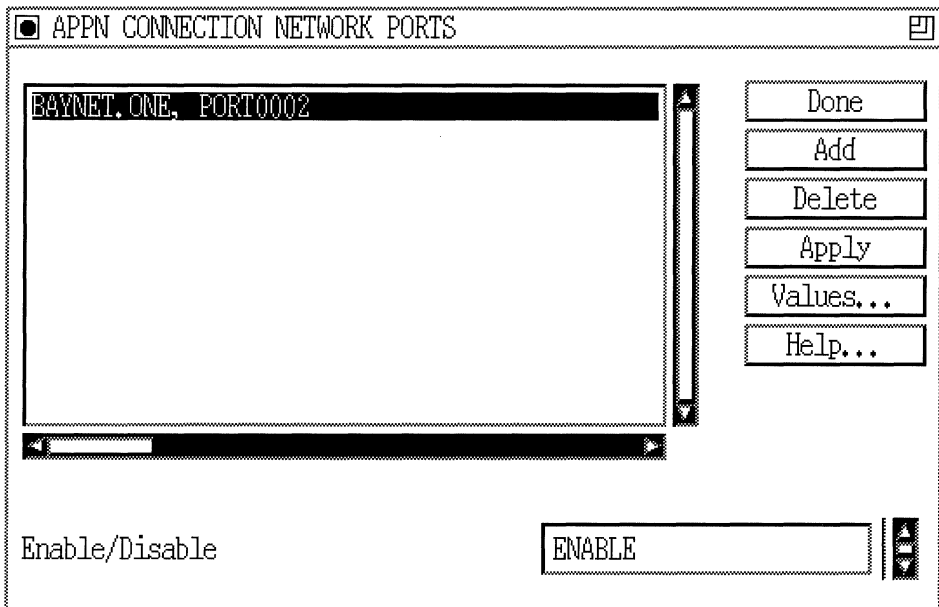 APPN CONNECTION NETWORK PORTS
BAYNET.ONE, PORT0002
Done
Add
Delete
Apply
Values...
Help...
Enable/Disable
ENABLE